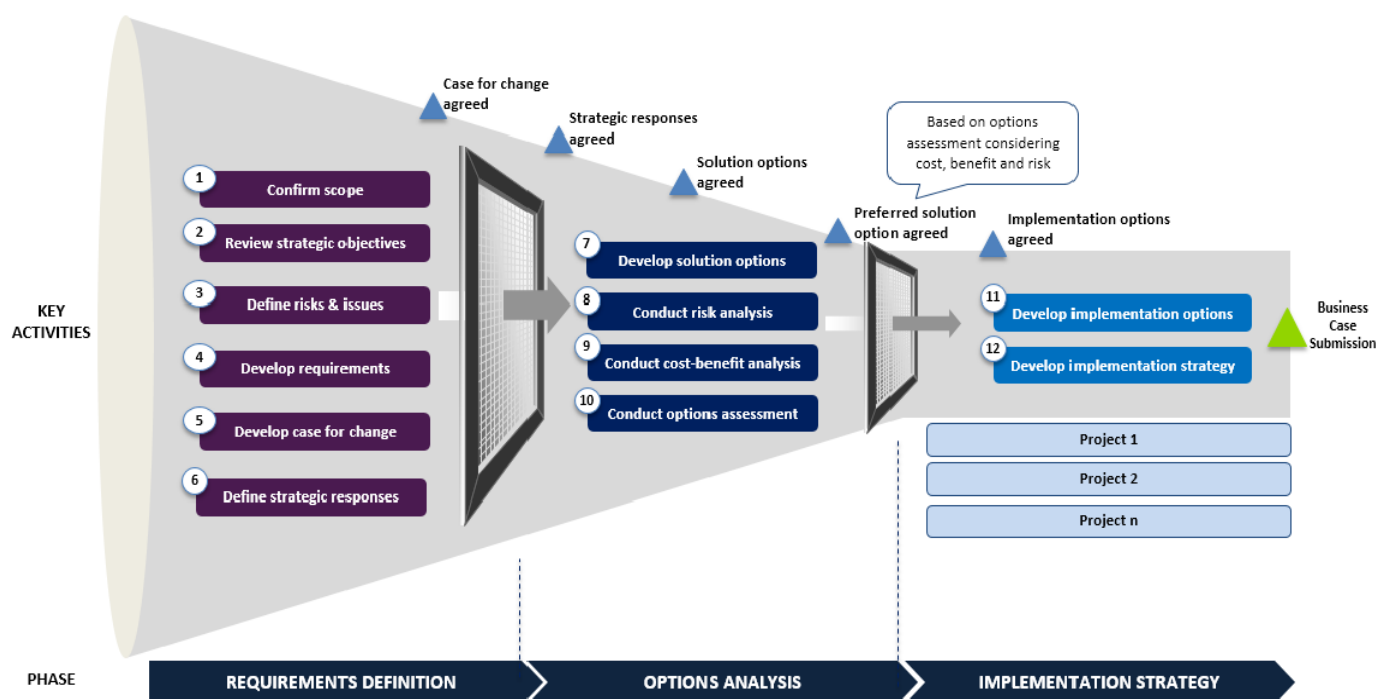 Case for change
agreed
Strategic responses
agreed
Solution options
agreed
Based on options
assessment considering
cost, benefit and risk
Preferred solution
option agreed
Implementation options
agreed
KEY
ACTIVITIES
1
Confirm scope
2
Review strategic objectives
3
Define risks & issues
4
Develop requirements
5
Develop case for change
6
Define strategic responses
7
Develop solution options
8
Conduct risk analysis
9
Conduct cost-benefit analysis
10
Conduct options assessment
11
Develop implementation options
12
Develop implementation strategy
Business
Case
Submission
Project 1
Project 2
Project n
PHASE
REQUIREMENTS DEFINITION
OPTIONS ANALYSIS
IMPLEMENTATION STRATEGY